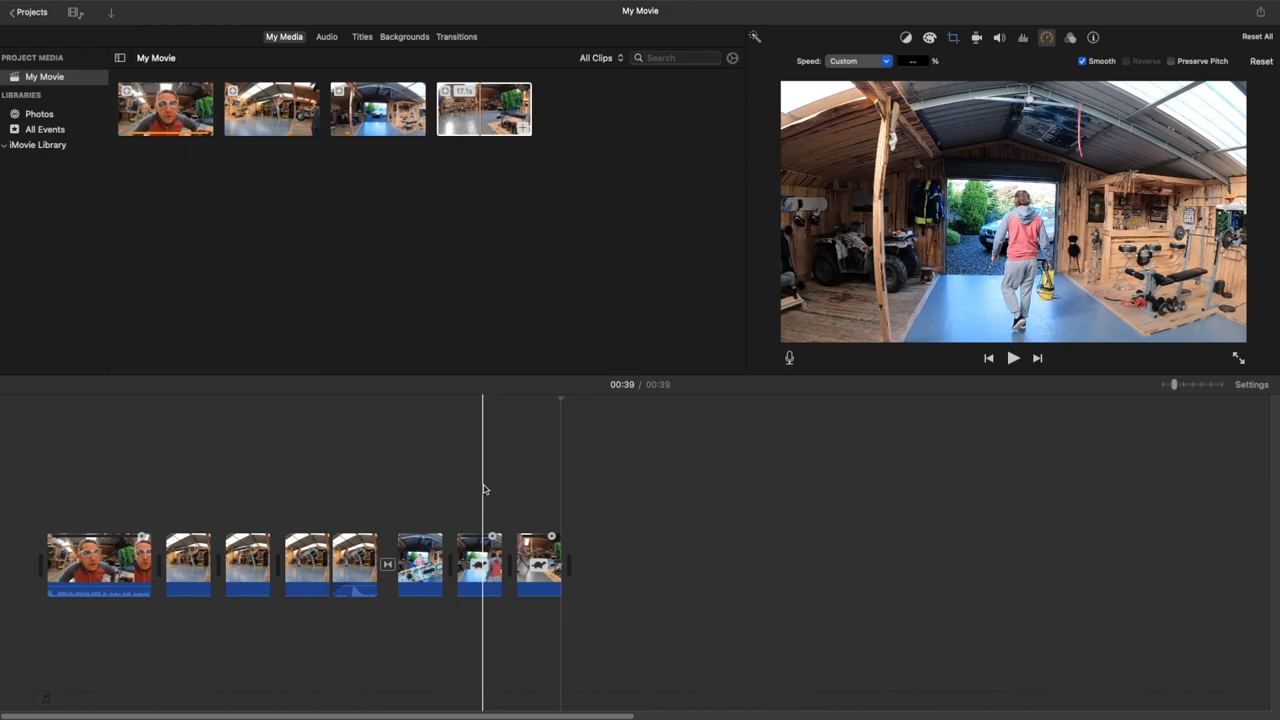 Projects
My Movie
My Media Audio Titles Backgrounds Transitions
Reset All
PROJECT MEDIA
My Movie
LIBRARIES
Photos
All Events
iMovie Library
My Movie
All Clips
Search
17.1s
Speed: Custom -- %
Smooth Reverse Preserve Pitch Reset
00:39 / 00:39
Settings